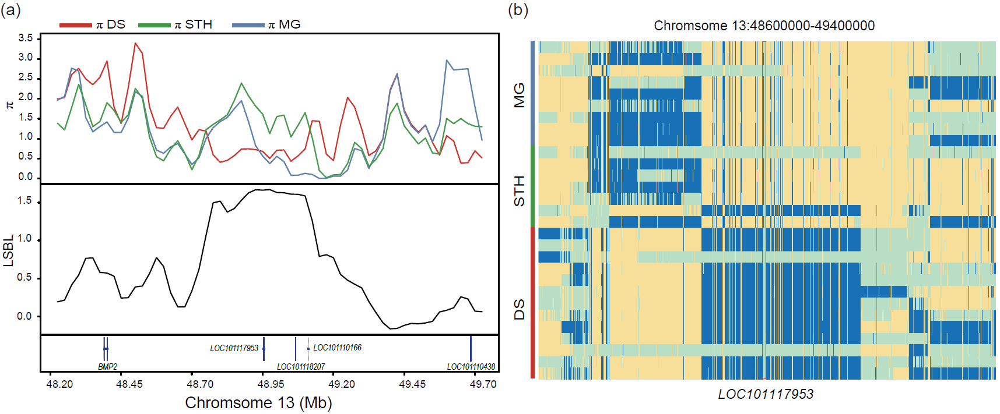 (a)
π DS π STH π MG
3.5
3.0
2.5
2.0
1.5
1.0
0.5
0.0
π
1.5
1.0
0.5
0.0
LSBL
BMP2
LOC101117953
LOC101118207
LOC101110166
LOC101110438
48.20 48.45 48.70 48.95 49.20 49.45 49.70
Chromsome 13 (Mb)
(b)
Chromsome 13:48600000-49400000
MG
STH
DS
LOC101117953